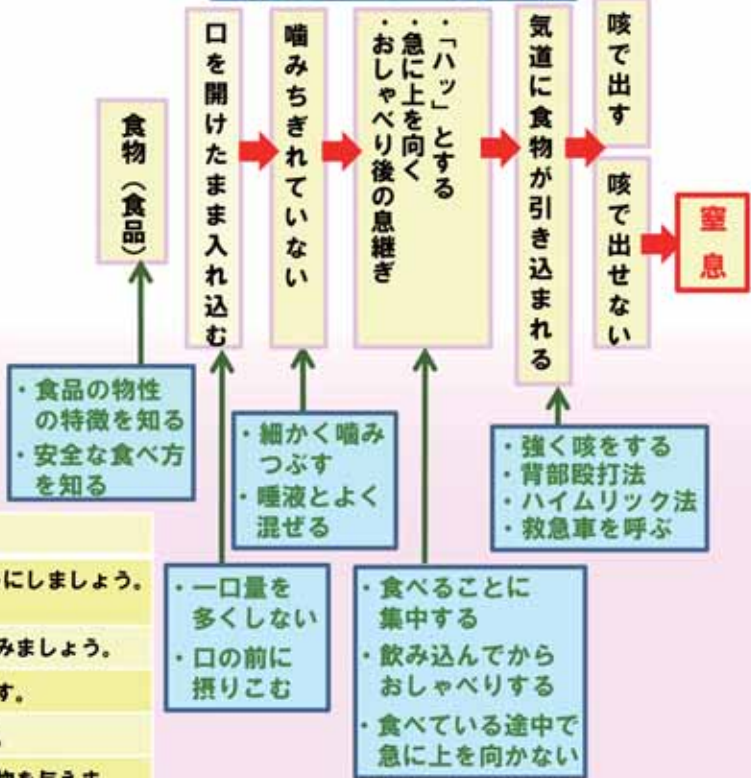 食物（食品）
口を開けたまま入れ込む
噛みちぎれていない
・「ハッ」とする
・急に上を向く
・おしゃべり後の息継ぎ
気道に食物が引き込まれる
咳で出す
咳で出せない
窒息
・食品の物性
の特徴を知る
・安全な食べ方
を知る
・細かく噛み
つぶす
・唾液とよく
混ぜる
・強く咳をする
・背部殴打法
・ハイムリック法
・救急車を呼ぶ
・一口量を
多くしない
・口の前に
摂りこむ
・食べることに
集中する
・飲み込んでから
おしゃべりする
・食べている途中で
急に上を向かない
にしましょう。
みましょう。
す。